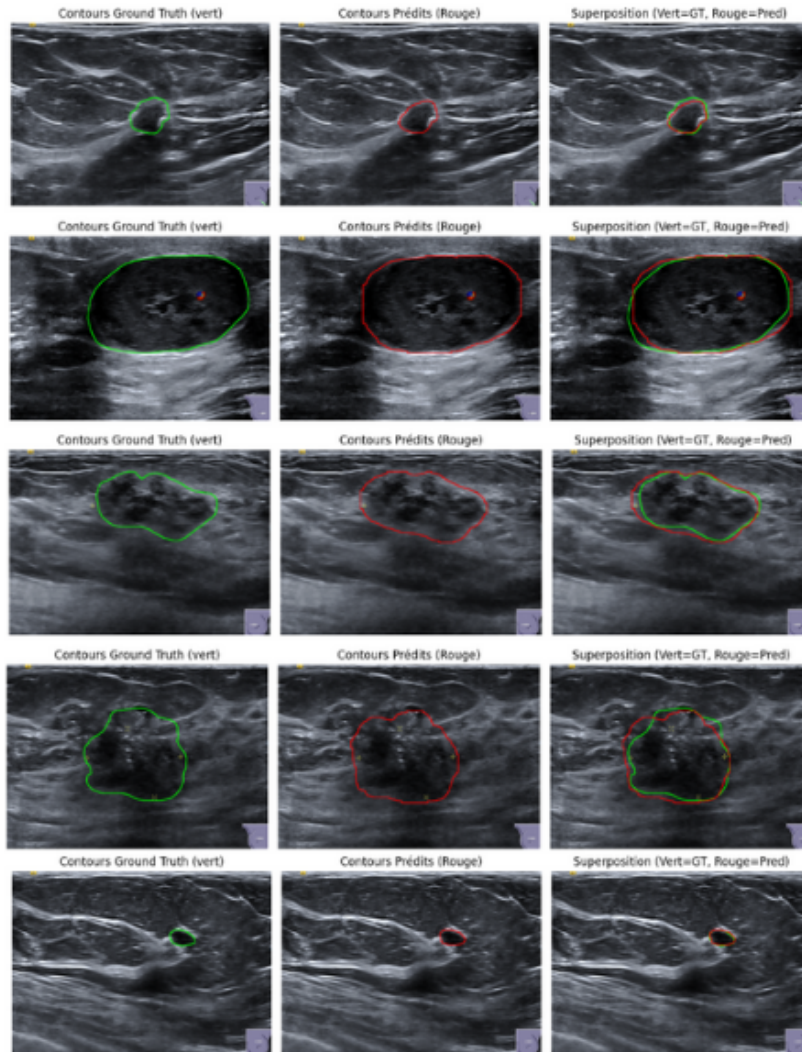 Contours Ground Truth (vert)
Contours Prédits (Rouge)
Superposition (Vert=GT, Rouge=Pred)
Contours Ground Truth (vert)
Contours Prédits (Rouge)
Superposition (Vert=GT, Rouge=Pred)
Contours Ground Truth (vert)
Contours Prédits (Rouge)
Superposition (Vert=GT, Rouge=Pred)
Contours Ground Truth (vert)
Contours Prédits (Rouge)
Superposition (Vert=GT, Rouge=Pred)
Contours Ground Truth (vert)
Contours Prédits (Rouge)
Superposition (Vert=GT, Rouge=Pred)